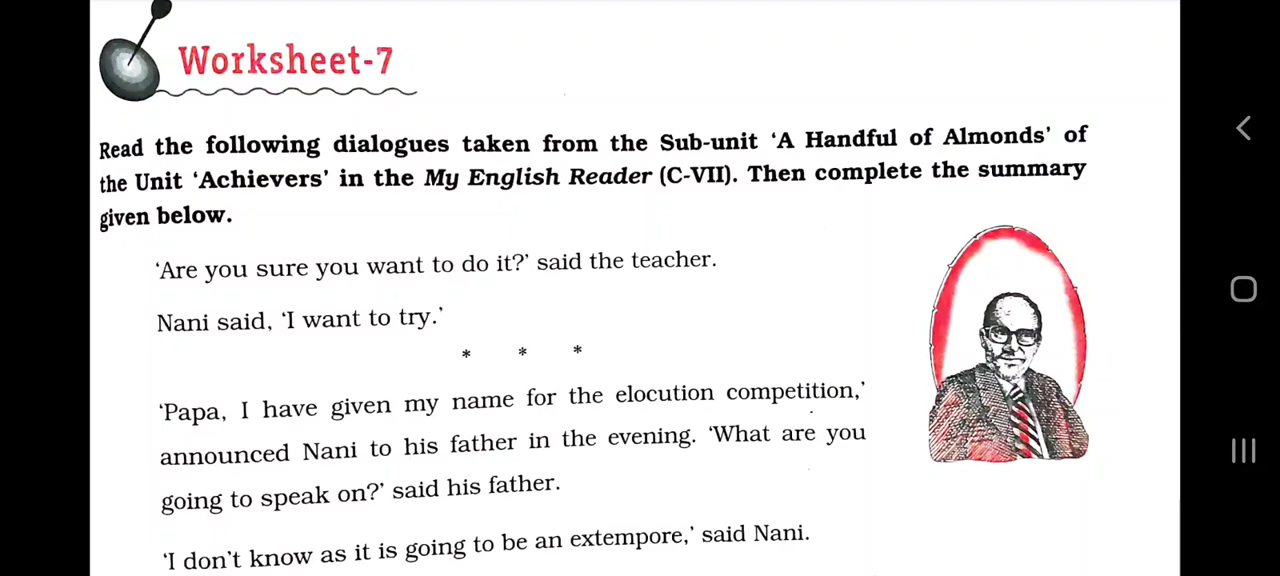 Worksheet-7
Read the following dialogues taken from the Sub-unit ‘A Handful of Almonds’ of
the Unit ‘Achievers’ in the My English Reader (C-VII). Then complete the summary
given below.
‘Are you sure you want to do it?’ said the teacher.
Nani said, ‘I want to try.’
* * *
‘Papa, I have given my name for the elocution competition,’
announced Nani to his father in the evening. ‘What are you
going to speak on?’ said his father.
‘I don’t know as it is going to be an extempore,’ said Nani.